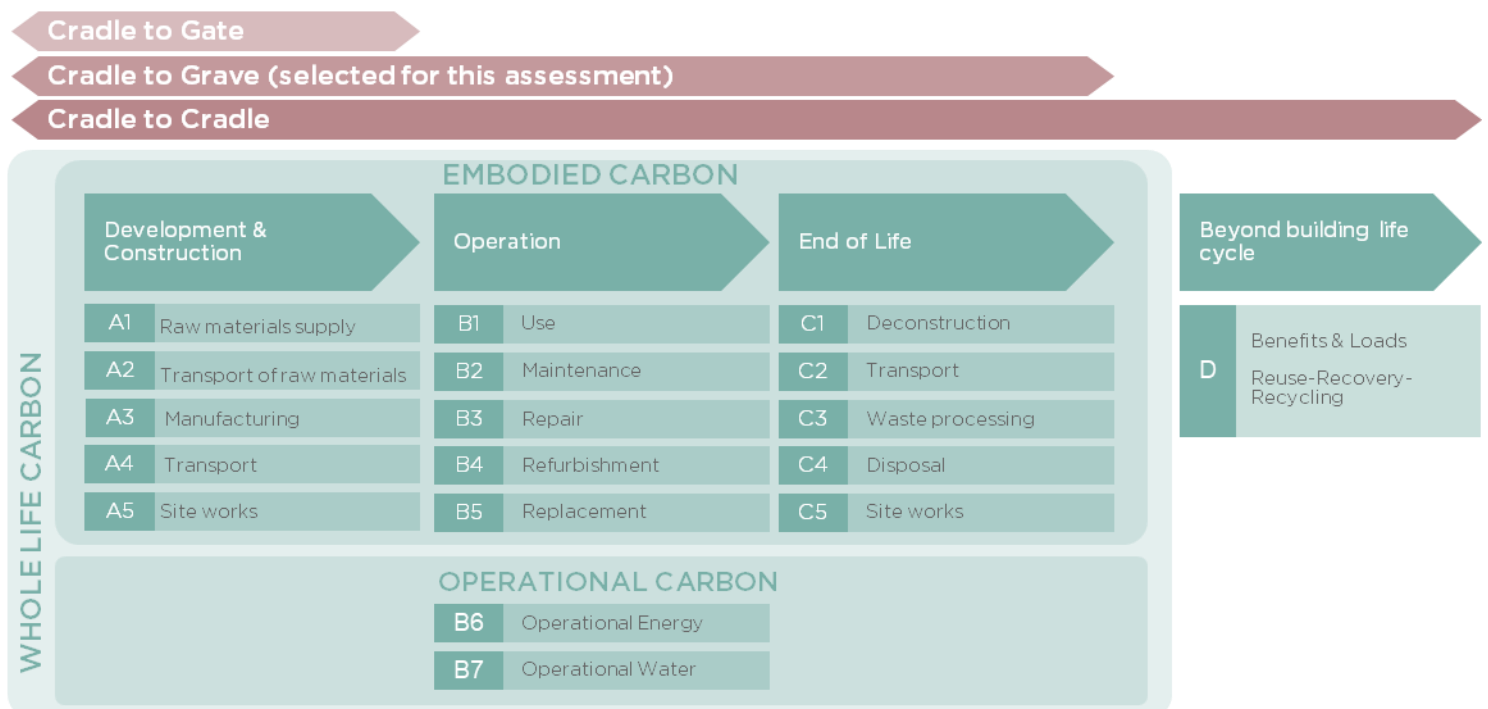 Cradle to Gate
Cradle to Grave (selected for this assessment)
Cradle to Cradle
WHOLE LIFE CARBON
EMBODIED CARBON
Development &
Construction
A1 Raw materials supply
A2 Transport of raw materials
A3 Manufacturing
A4 Transport
A5 Site works
Operation
B1 Use
B2 Maintenance
B3 Repair
B4 Refurbishment
B5 Replacement
End of Life
C1 Deconstruction
C2 Transport
C3 Waste processing
C4 Disposal
C5 Site works
Beyond building life
cycle
D
Benefits & Loads
Reuse-Recovery-
Recycling
OPERATIONAL CARBON
B6 Operational Energy
B7 Operational Water